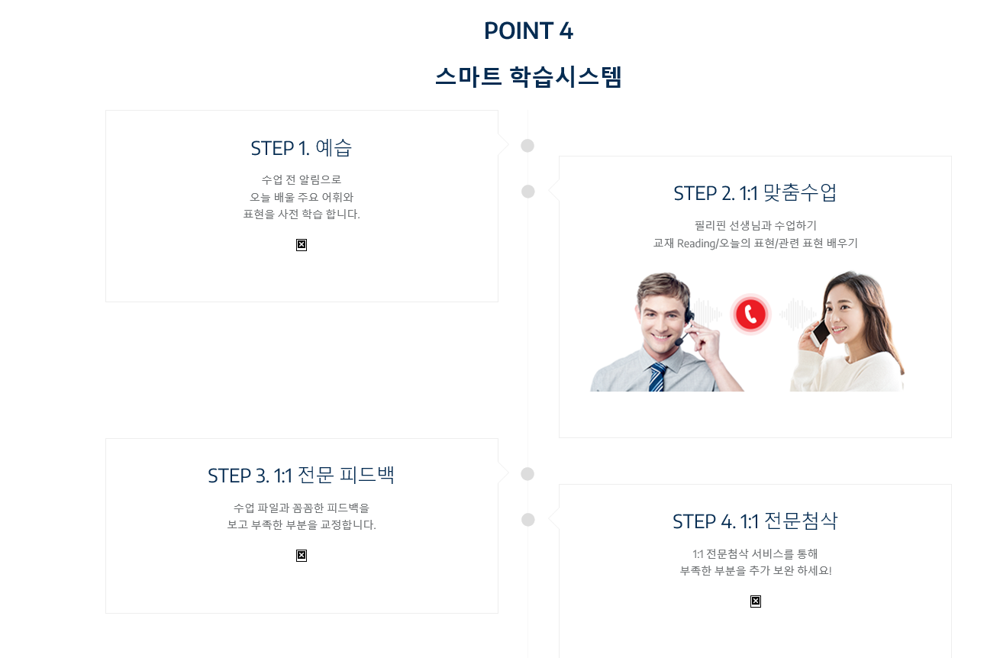 POINT 4
스마트 학습시스템
STEP 1. 예습
수업 전 알림으로
오늘 배울 주요 어휘와
표현을 사전 학습 합니다.
STEP 2. 1:1 맞춤수업
필리핀 선생님과 수업하기
교재 Reading/오늘의 표현/관련 표현 배우기
STEP 3. 1:1 전문 피드백
수업 파일과 꼼꼼한 피드백을
보고 부족한 부분을 교정합니다.
STEP 4. 1:1 전문첨삭
1:1 전문첨삭 서비스를 통해
부족한 부분을 추가 보완 하세요!